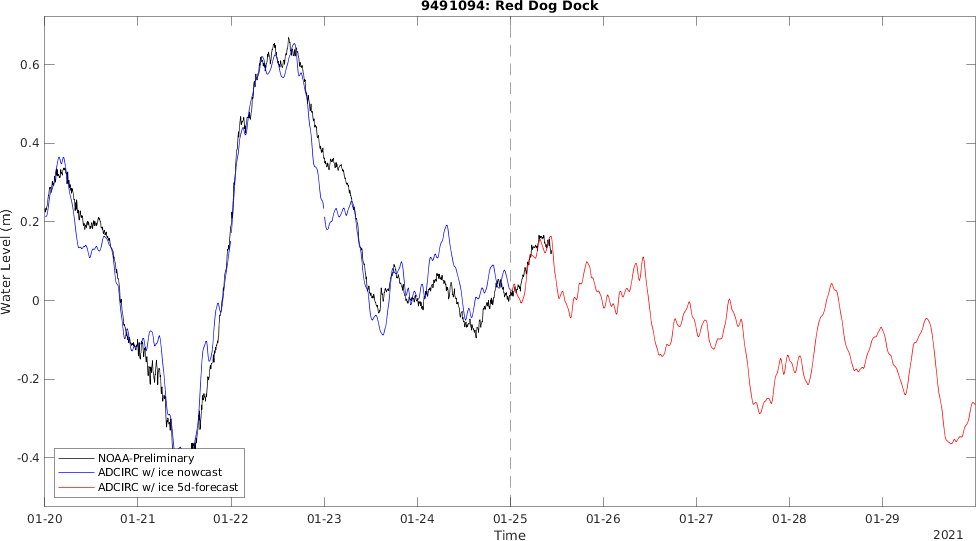 9491094: Red Dog Dock
Water Level (m)
0.6
0.4
0.2
0
-0.2
-0.4
NOAA-Preliminary
ADCIRC w/ ice nowcast
ADCIRC w/ ice 5d-forecast
01-20 01-21 01-22 01-23 01-24 01-25 01-26 01-27 01-28 01-29
Time
2021